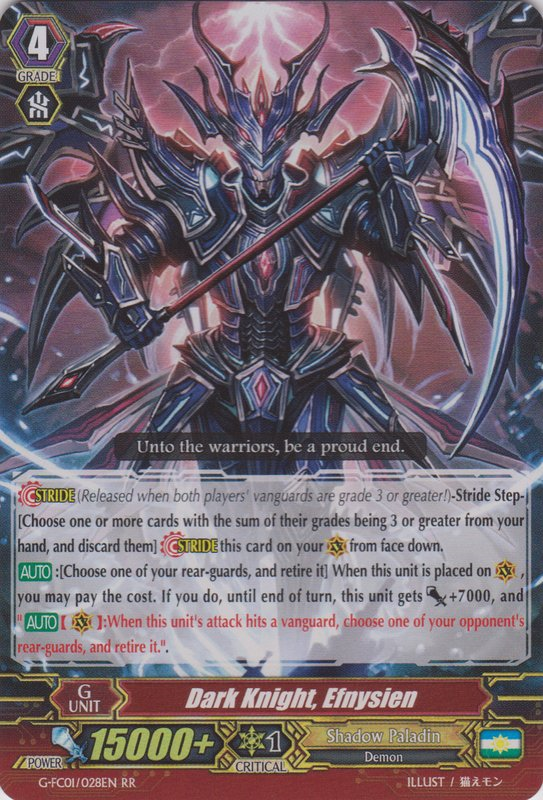 4
GRADE
Unto the warriors, be a proud end.
STRIDE (Released when both players' vanguards are grade 3 or greater!)-Stride Step-
[Choose one or more cards with the sum of their grades being 3 or greater from your
hand, and discard them] STRIDE this card on your from face down.
AUTO :[Choose one of your rear-guards, and retire it] When this unit is placed on ,
you may pay the cost. If you do, until end of turn, this unit gets +7000, and
" AUTO 【 】:When this unit's attack hits a vanguard, choose one of your opponent's
rear-guards, and retire it.".
G
UNIT
Dark Knight, Efnysien
POWER
15000+
1
CRITICAL
Shadow Paladin
Demon
G-FC01/028EN RR
ILLUST / 猫えモン